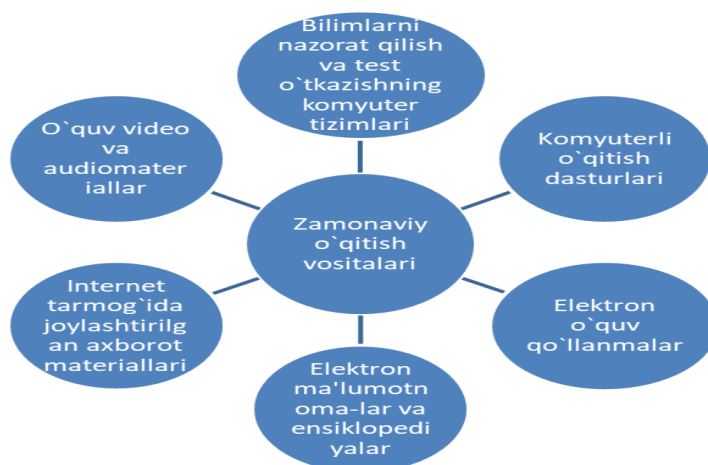 Bilimlarni
nazorat qilish
va test
o`tkazishning
komyuter
tizimlari
Komyuterli
o`qitish
dasturlari
Elektron
o`quv
qo`llanmalar
Elektron
ma'lumotn
oma-lar va
ensiklopedi
yalar
Internet
tarmog`ida
joylashtirilg
an axborot
materiallari
O`quv video
va
audiomater
iallar
Zamonaviy
o`qitish
vositalari